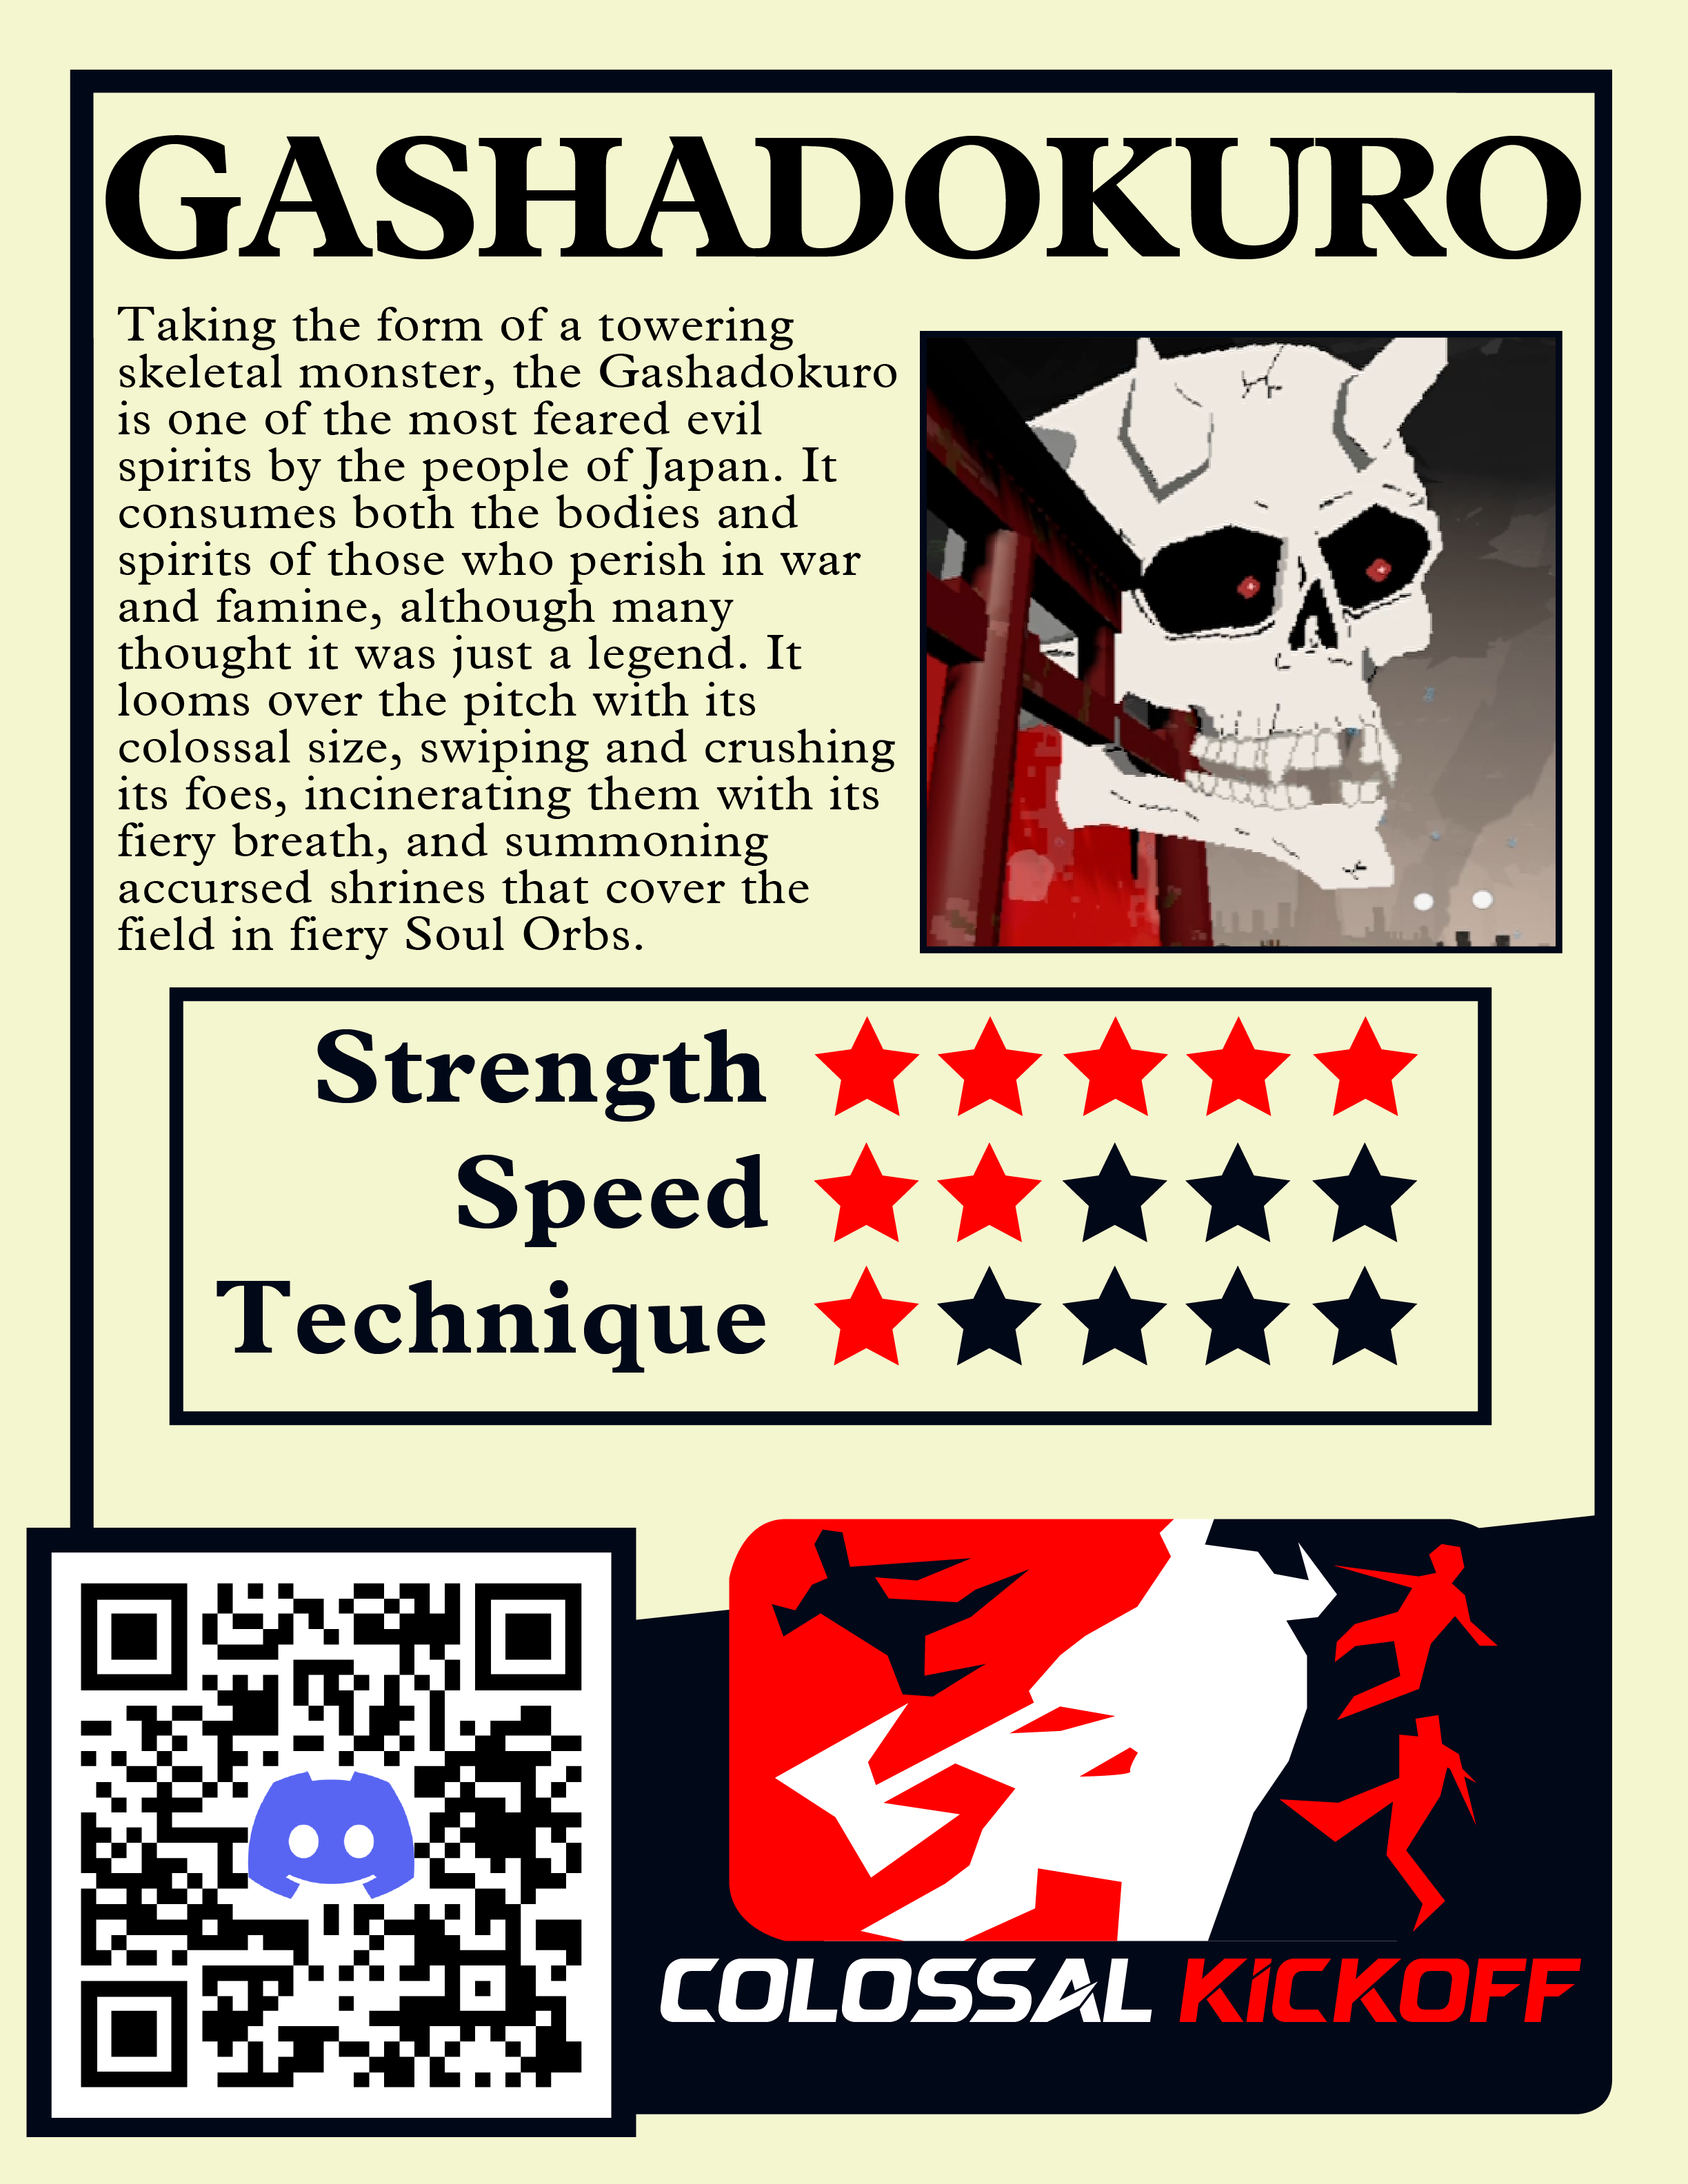 GASHADOKURO
Taking the form of a towering
skeletal monster, the Gashadokuro
is one of the most feared evil
spirits by the people of Japan. It
consumes both the bodies and
spirits of those who perish in war
and famine, although many
thought it was just a legend. It
looms over the pitch with its
colossal size, swiping and crushing
its foes, incinerating them with its
fiery breath, and summoning
accursed shrines that cover the
field in fiery Soul Orbs.
Strength
Speed
Technique
COLOSSAL KICKOFF